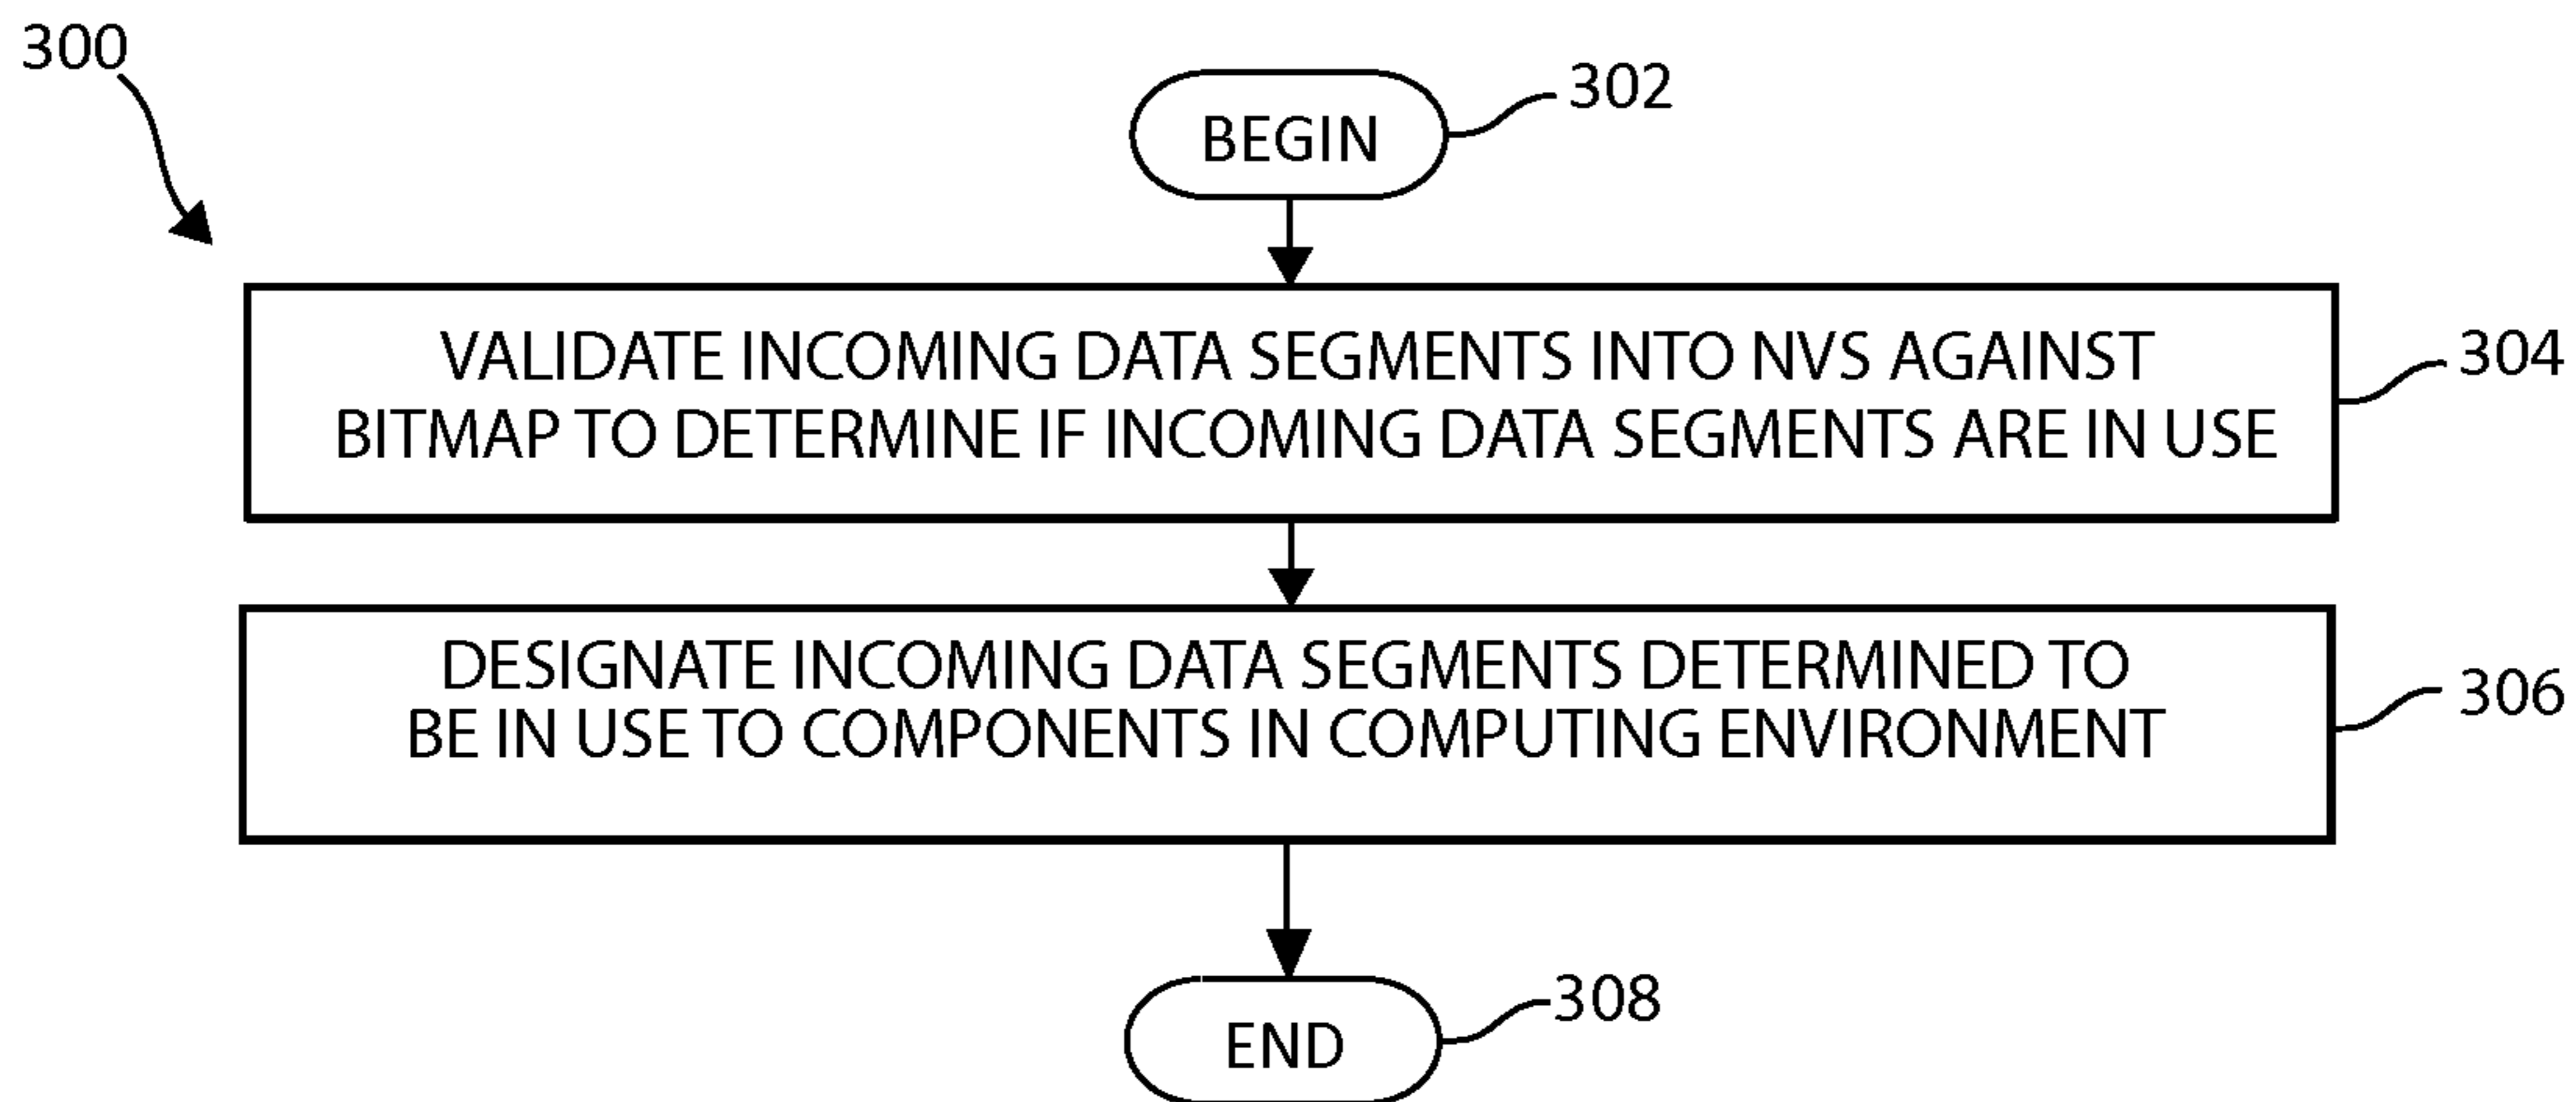 300
BEGIN
302
VALIDATE INCOMING DATA SEGMENTS INTO NVS AGAINST
BITMAP TO DETERMINE IF INCOMING DATA SEGMENTS ARE IN USE
304
DESIGNATE INCOMING DATA SEGMENTS DETERMINED TO
BE IN USE TO COMPONENTS IN COMPUTING ENVIRONMENT
306
END
308